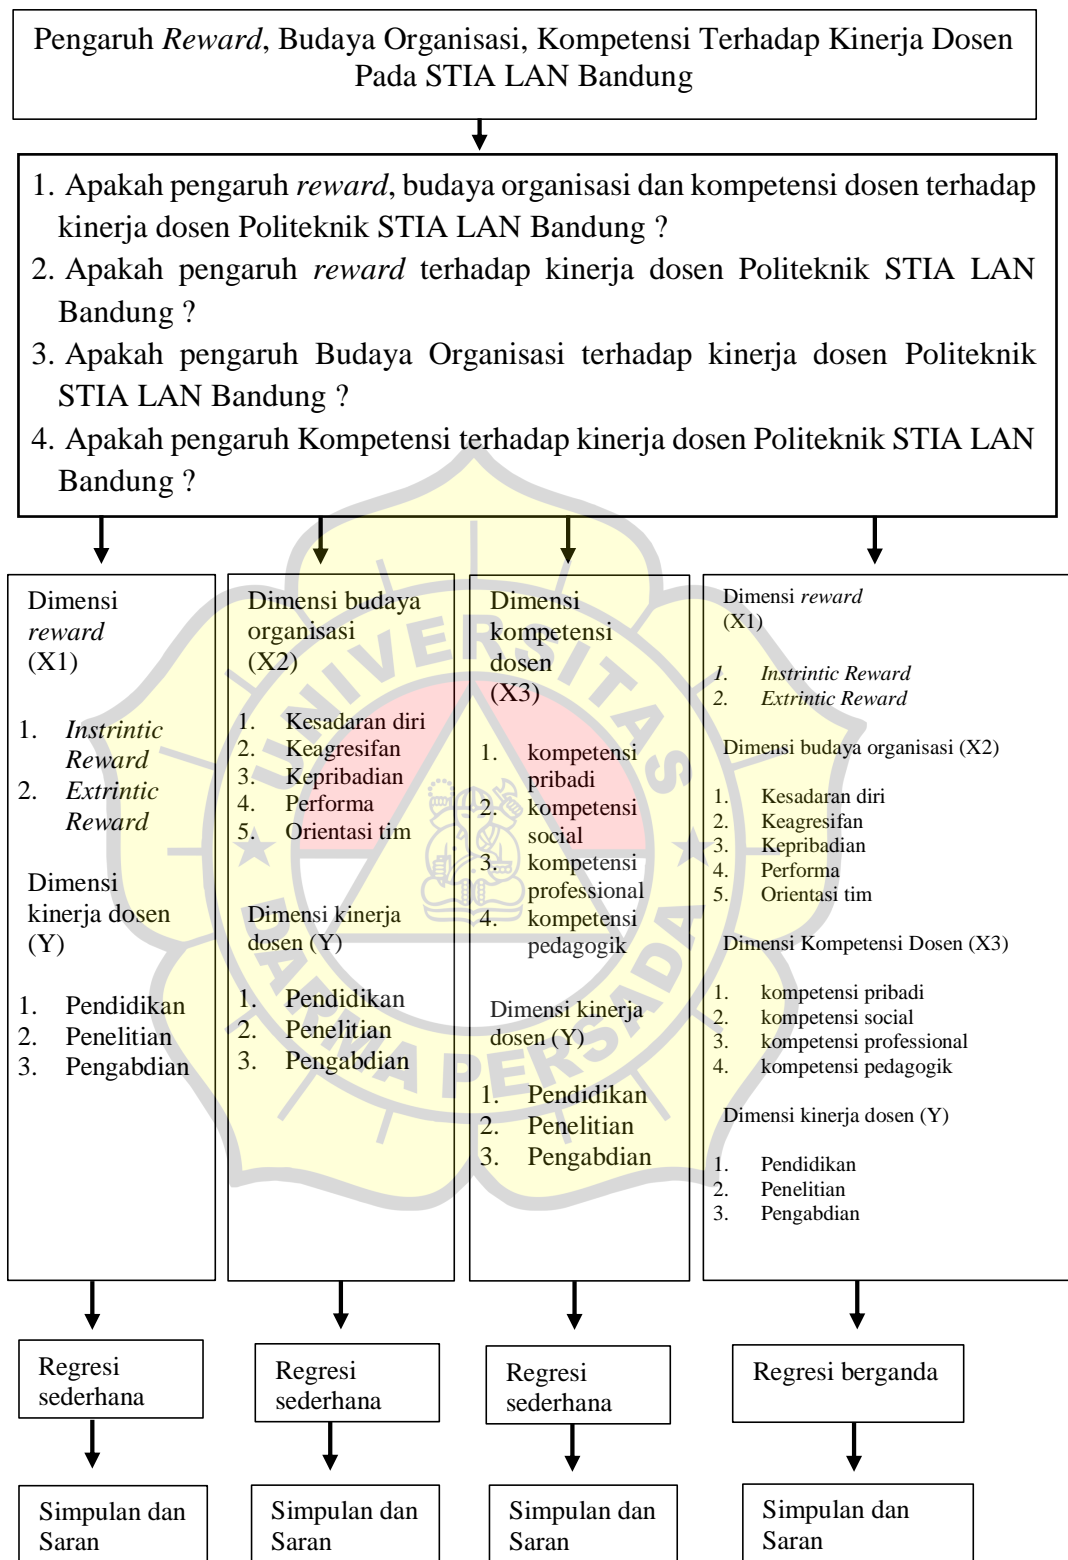 Pengaruh Reward, Budaya Organisasi, Kompetensi Terhadap Kinerja Dosen
Pada STIA LAN Bandung
1. Apakah pengaruh reward, budaya organisasi dan kompetensi dosen terhadap
kinerja dosen Politeknik STIA LAN Bandung ?
2. Apakah pengaruh reward terhadap kinerja dosen Politeknik STIA LAN
Bandung ?
3. Apakah pengaruh Budaya Organisasi terhadap kinerja dosen Politeknik
STIA LAN Bandung ?
4. Apakah pengaruh Kompetensi terhadap kinerja dosen Politeknik STIA LAN
Bandung ?
Dimensi
reward
(X1)
1. Instrintic
Reward
2. Extrintic
Reward
Dimensi
kinerja dosen
(Y)
1. Pendidikan
2. Penelitian
3. Pengabdian
Dimensi budaya
organisasi
(X2)
1. Kesadaran diri
2. Keagresifan
3. Kepribadian
4. Performa
5. Orientasi tim
Dimensi kinerja
dosen (Y)
1. Pendidikan
2. Penelitian
3. Pengabdian
Dimensi
kompetensi
dosen
(X3)
1. kompetensi
pribadi
2. kompetensi
social
3. kompetensi
professional
4. kompetensi
pedagogik
Dimensi kinerja
dosen (Y)
1. Pendidikan
2. Penelitian
3. Pengabdian
Dimensi reward
(X1)
1. Instrintic Reward
2. Extrintic Reward
Dimensi budaya organisasi (X2)
1. Kesadaran diri
2. Keagresifan
3. Kepribadian
4. Performa
5. Orientasi tim
Dimensi Kompetensi Dosen (X3)
1. kompetensi pribadi
2. kompetensi social
3. kompetensi professional
4. kompetensi pedagogik
Dimensi kinerja dosen (Y)
1. Pendidikan
2. Penelitian
3. Pengabdian
UNIVERSITAS
DARMA PERSADA
Regresi
sederhana
Regresi
sederhana
Regresi
sederhana
Regresi berganda
Simpulan dan
Saran
Simpulan dan
Saran
Simpulan dan
Saran
Simpulan dan
Saran